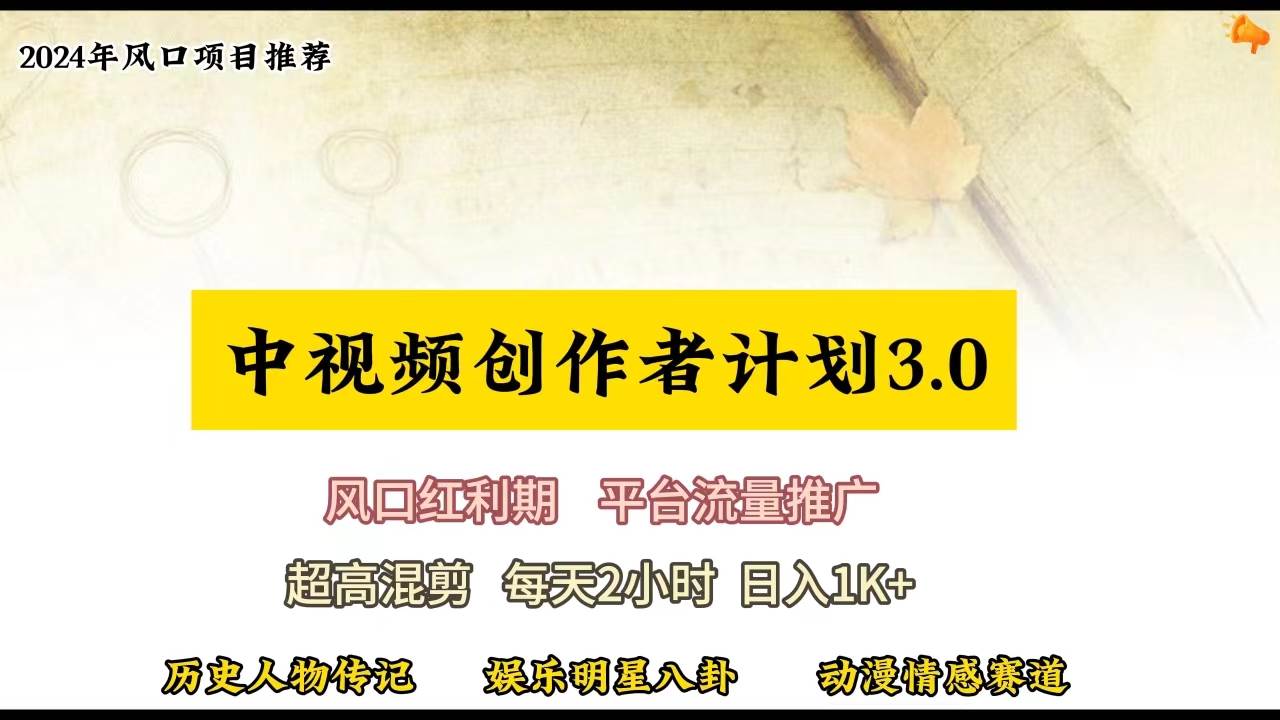 2024年风口项目推荐
中视频创作者计划3.0
风口红利期 平台流量推广
超高混剪 每天2小时 日入1K+
历史人物传记 娱乐明星八卦 动漫情感赛道